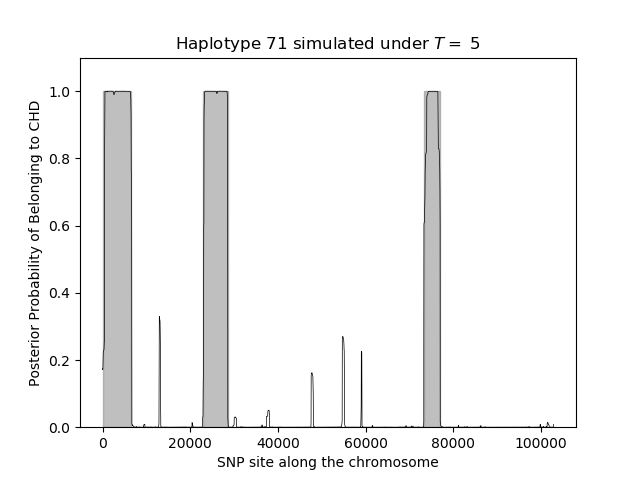 Haplotype 71 simulated under T = 5
Posterior Probability of Belonging to CHD
1.0
0.8
0.6
0.4
0.2
0.0
0 20000 40000 60000 80000 100000
SNP site along the chromosome